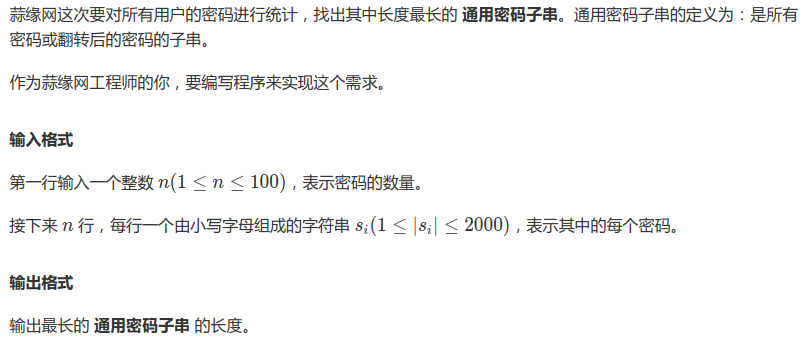 蒜缘网这次要对所有用户的密码进行统计，找出其中长度最长的 通用密码子串。通用密码子串的定义为：是所有
密码或翻转后的密码的子串。
作为蒜缘网工程师的你，要编写程序来实现这个需求。
输入格式
第一行输入一个整数 n(1 ≤ n ≤ 100)，表示密码的数量。
接下来 n 行，每行一个由小写字母组成的字符串 s_i(1 ≤ |s_i| ≤ 2000)，表示其中的每个密码。
输出格式
输出最长的 通用密码子串 的长度。